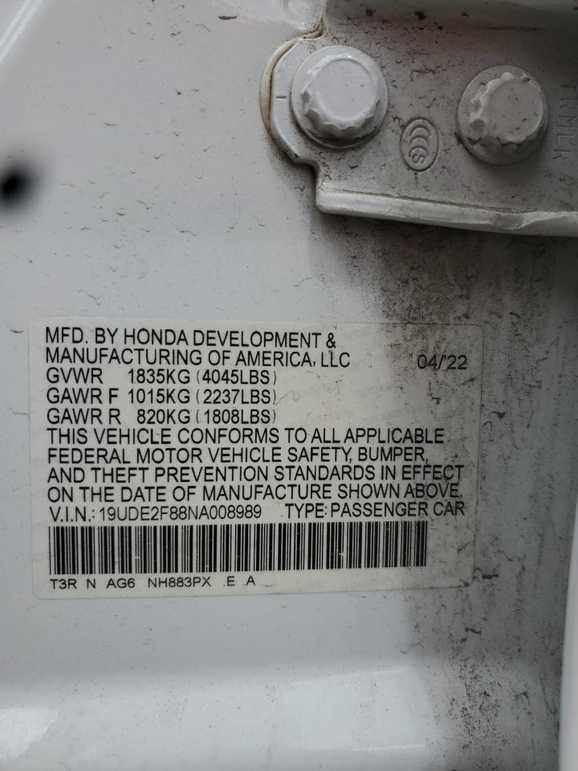 MFD. BY HONDA DEVELOPMENT &
MANUFACTURING OF AMERICA, LLC 04/'22
GVWR 1835KG (4045LBS)
GAWR F 1015KG (2237LBS)
GAWR R 820KG (1808LBS)
THIS VEHICLE CONFORMS TO ALL APPLICABLE
FEDERAL MOTOR VEHICLE SAFETY, BUMPER,
AND THEFT PREVENTION STANDARDS IN EFFECT
ON THE DATE OF MANUFACTURE SHOWN ABOVE.
V.I.N.: 19UDE2F88NA008989 TYPE: PASSENGER CAR
T3R N AG6 NH883PX .E .A